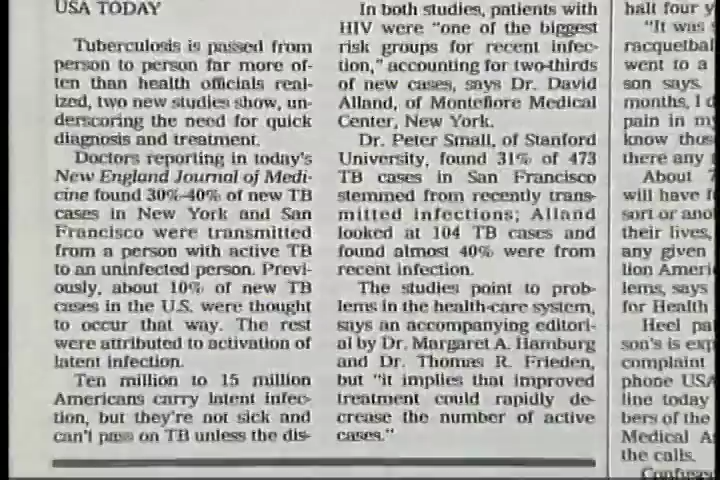 USA TODAY
Tuberculosis is passed from
person to person far more of-
ten than health officials real-
ized, two new studies show, un-
derscoring the need for quick
diagnosis and treatment.
Doctors reporting in today's
New England Journal of Medi-
cine found 30%-40% of new TB
cases in New York and San
Francisco were transmitted
from a person with active TB
to an uninfected person. Previ-
ously, about 10% of new TB
cases in the U.S. were thought
to occur that way. The rest
were attributed to activation of
latent infection.
Ten million to 15 million
Americans carry latent infec-
tion, but they're not sick and
can't pass on TB unless the dis-
In both studies, patients with
HIV were "one of the biggest
risk groups for recent infec-
tion," accounting for two-thirds
of new cases, says Dr. David
Alland, of Montefiore Medical
Center, New York.
Dr. Peter Small, of Stanford
University, found 31% of 473
TB cases in San Francisco
stemmed from recently trans-
mitted infections; Alland
looked at 104 TB cases and
found almost 40% were from
recent infection.
The studies point to prob-
lems in the health-care system,
says an accompanying editori-
al by Dr. Margaret A. Hamburg
and Dr. Thomas R. Frieden,
but "it implies that improved
treatment could rapidly de-
crease the number of active
cases."
half four y
"It was
racquetbal
went to a
son says.
months, I d
pain in my
know thos
there any
About 7
will have f
sort or ano
their lives,
any given
tion Ameri
lems, says
for Health
Heel pa
son's is exp
complaint
phone USA
line today
bers of the
Medical A
the calls.
Confused